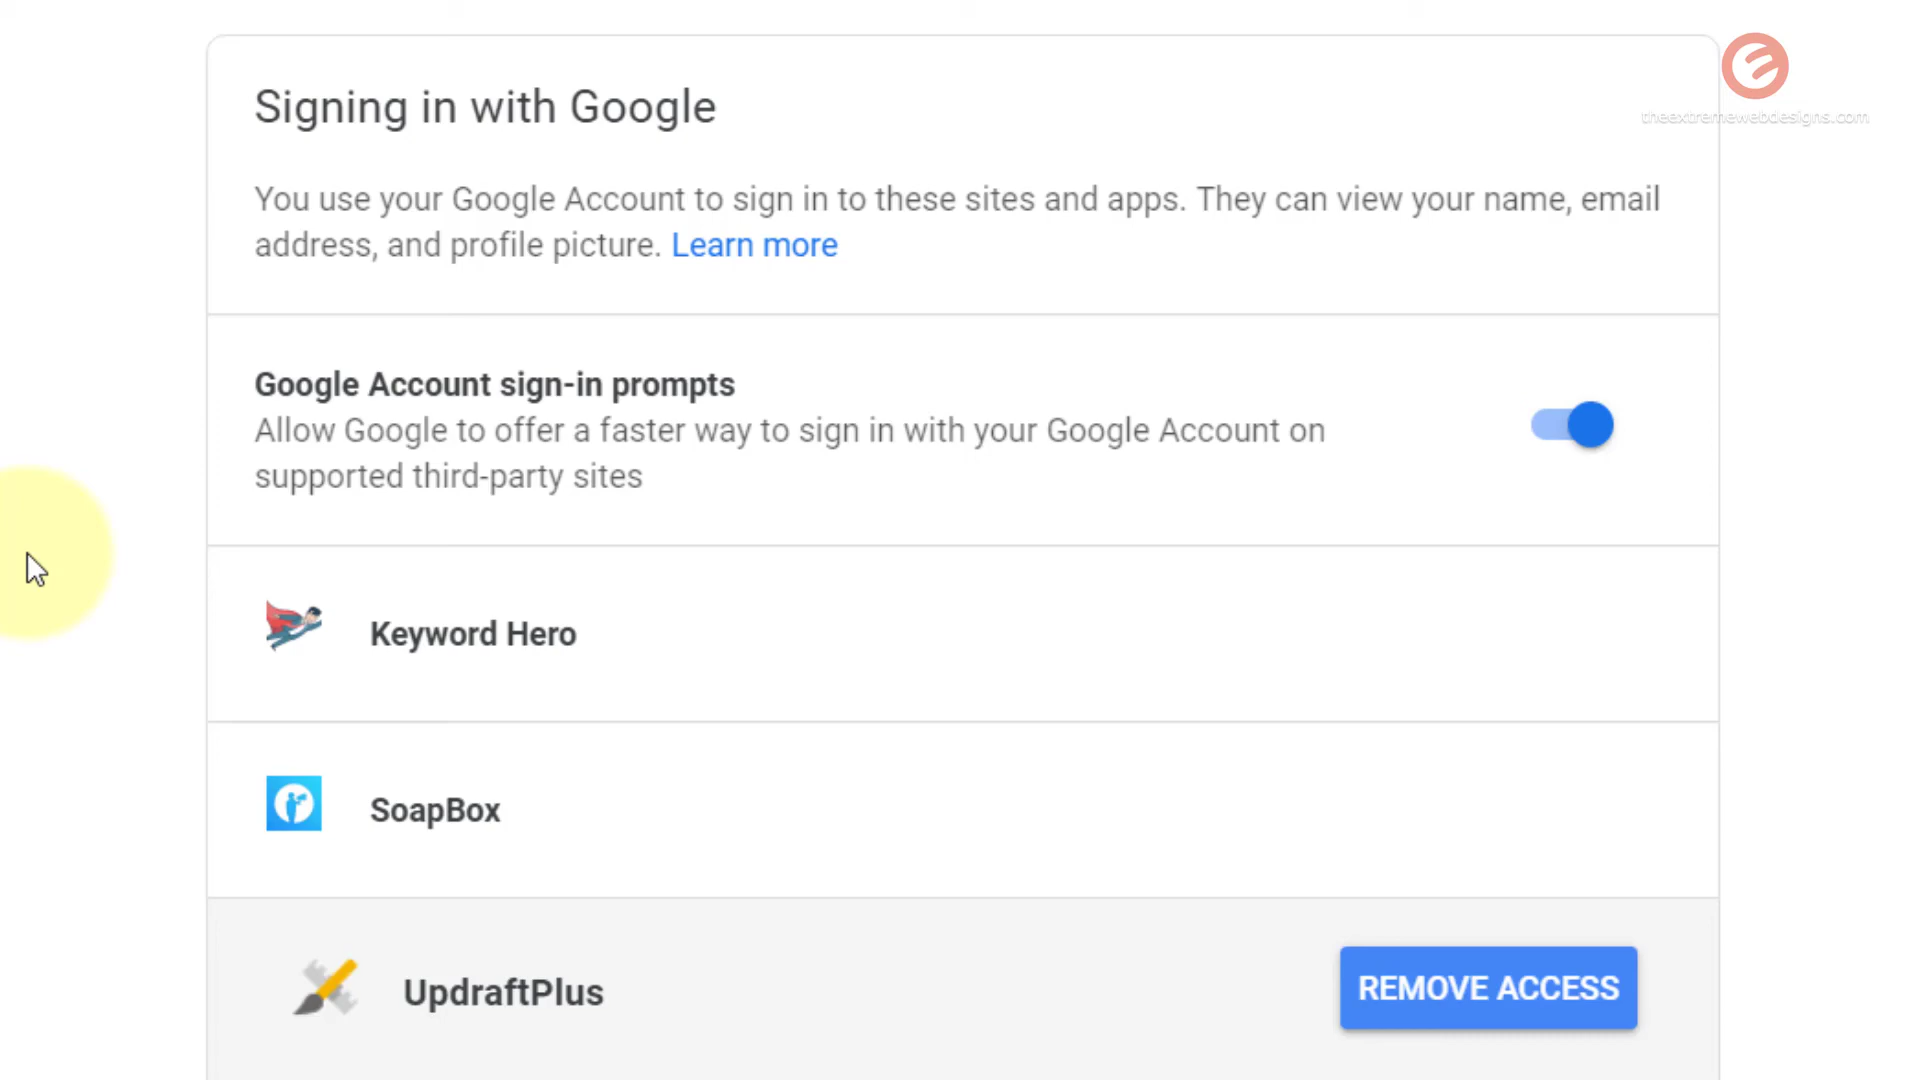 Signing in with Google
theextremewebdesigns.com
You use your Google Account to sign in to these sites and apps. They can view your name, email
address, and profile picture. Learn more
Google Account sign-in prompts
Allow Google to offer a faster way to sign in with your Google Account on
supported third-party sites
Keyword Hero
SoapBox
UpdraftPlus
REMOVE ACCESS